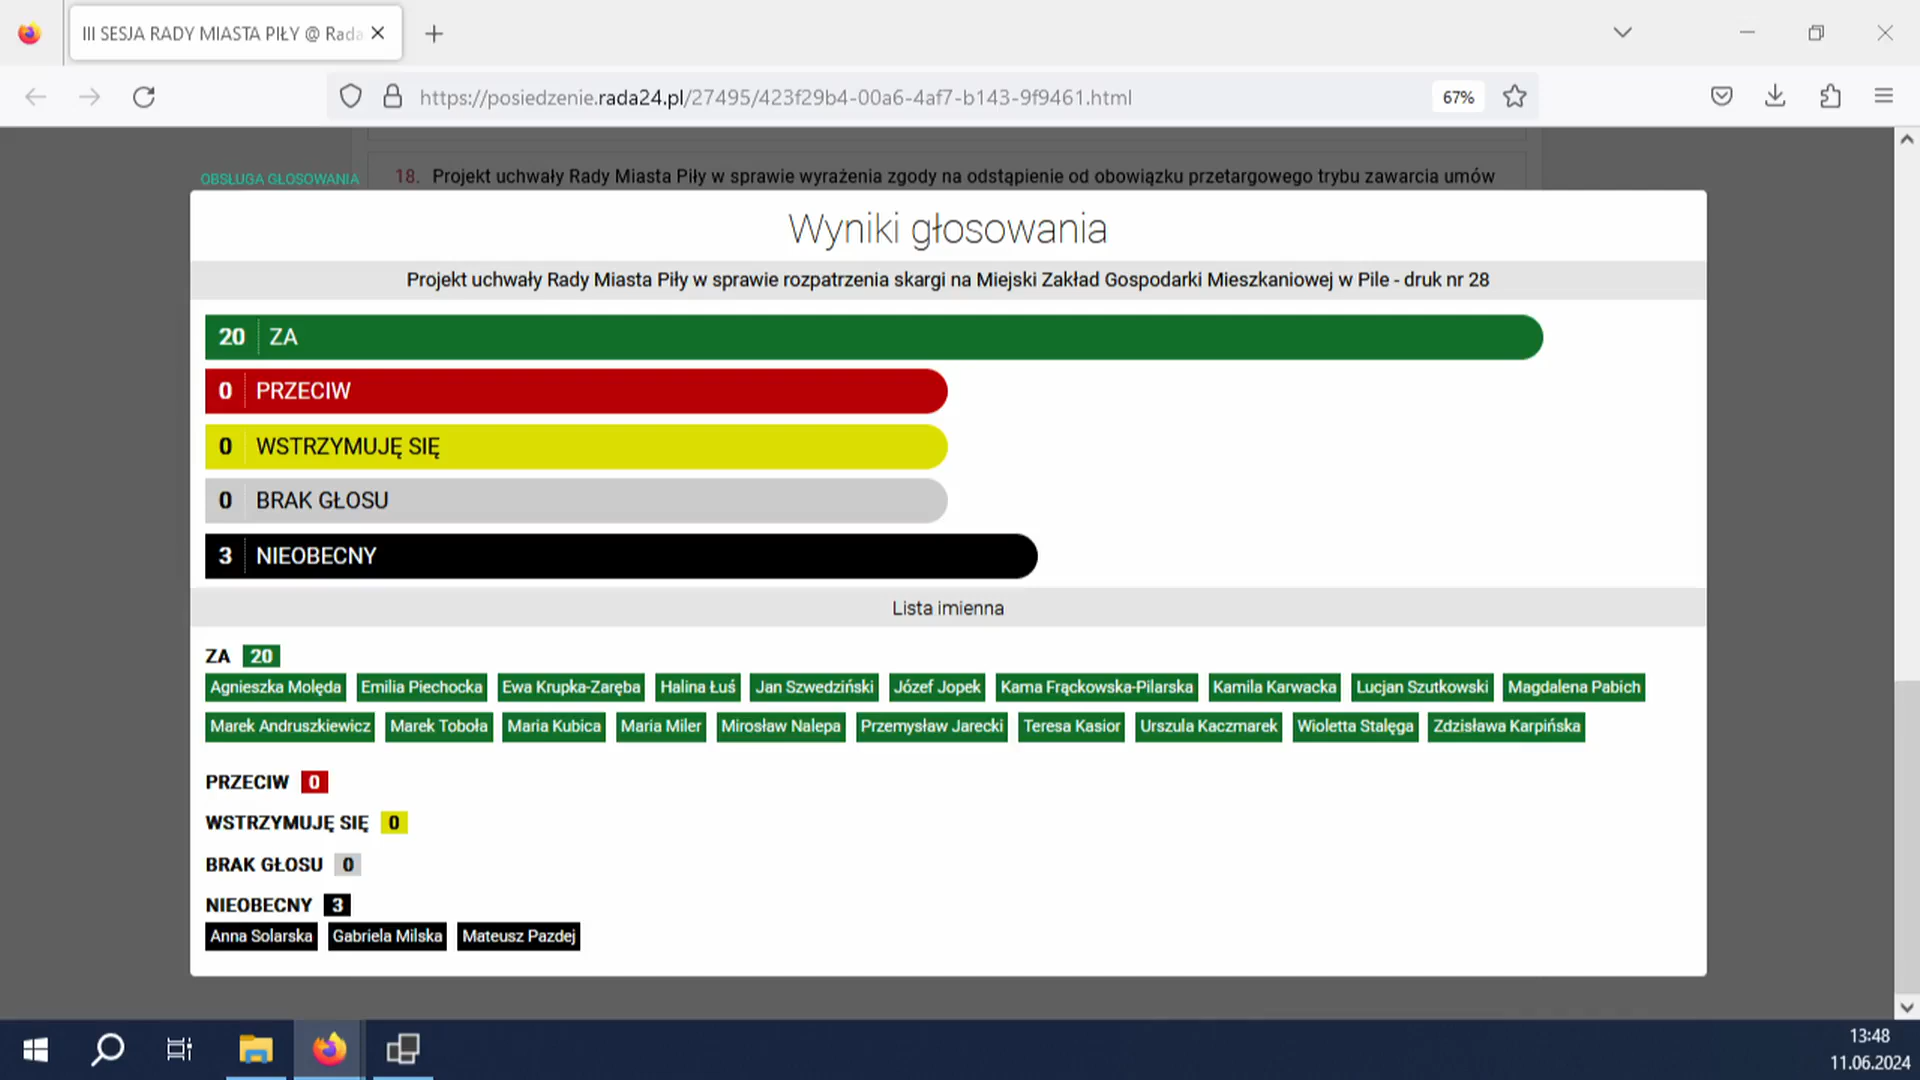 III SESJA RADY MIASTA PIŁY @ Rada
https://posiedzenie.rada24.pl/27495/423f29b4-00a6-4af7-b143-9f9461.html
67%
OBSŁUGA GŁOSOWANIA
18. Projekt uchwały Rady Miasta Piły w sprawie wyrażenia zgody na odstąpienie od obowiązku przetargowego trybu zawarcia umów
Wyniki głosowania
Projekt uchwały Rady Miasta Piły w sprawie rozpatrzenia skargi na Miejski Zakład Gospodarki Mieszkaniowej w Pile - druk nr 28
20 ZA
0 PRZECIW
0 WSTRZYMUJĘ SIĘ
0 BRAK GŁOSU
3 NIEOBECNY
Lista imienna
ZA 20
Agnieszka Molęda Emilia Piechocka Ewa Krupka-Zaręba Halina Łuś Jan Szwedziński Józef Jopek Kama Frąckowska-Pilarska Kamila Karwacka Lucjan Szutkowski Magdalena Pabich
Marek Andruszkiewicz Marek Toboła Maria Kubica Maria Miler Mirosław Nalepa Przemysław Jarecki Teresa Kasior Urszula Kaczmarek Wioletta Stalęga Zdzisława Karpińska
PRZECIW 0
WSTRZYMUJĘ SIĘ 0
BRAK GŁOSU 0
NIEOBECNY 3
Anna Solarska Gabriela Milska Mateusz Pazdej
13:48
11.06.2024